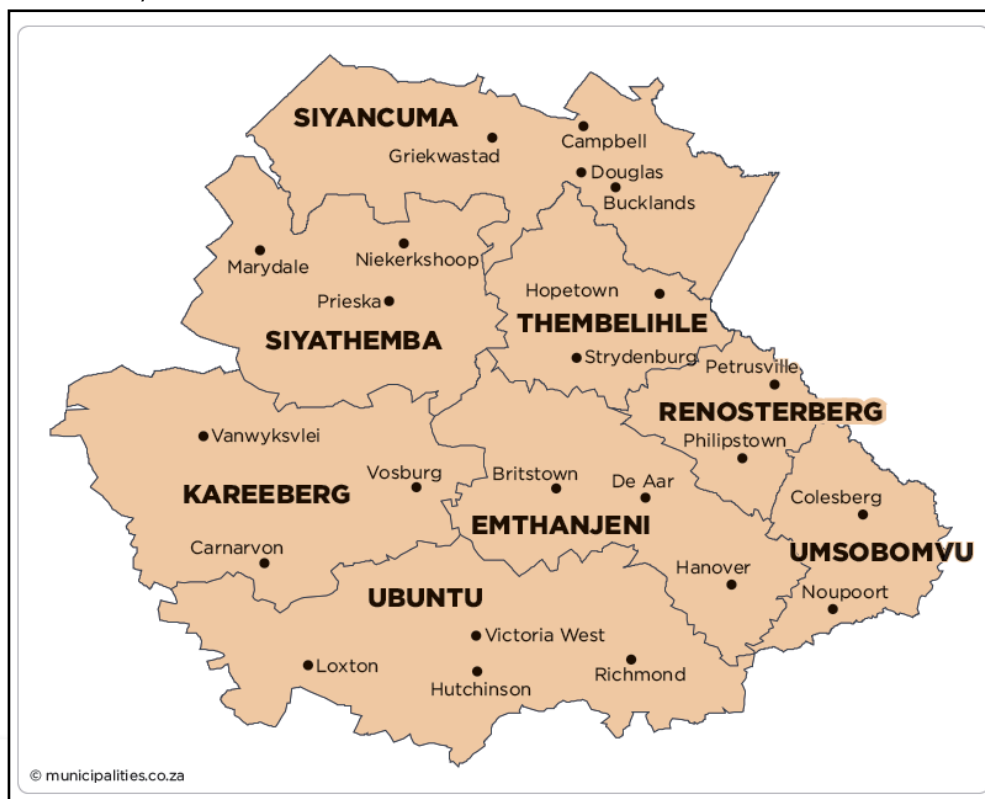 SIYANCUMA
Griekwastad
Campbell
Douglas
Bucklands
Marydale
Niekerkshoop
Prieska
SIYATHEMBA
Hopetown
THEMBELIHLE
Strydenburg
Petrusville
RENOSTERBERG
Philipstown
Vanwyksvlei
Vosburg
KAREEBERG
Carnarvon
Britstown
De Aar
EMTHANJENI
Hanover
Colesberg
UMSOBOMVU
Noupoort
UBUNTU
Victoria West
Loxton
Hutchinson
Richmond
© municipalities.co.za